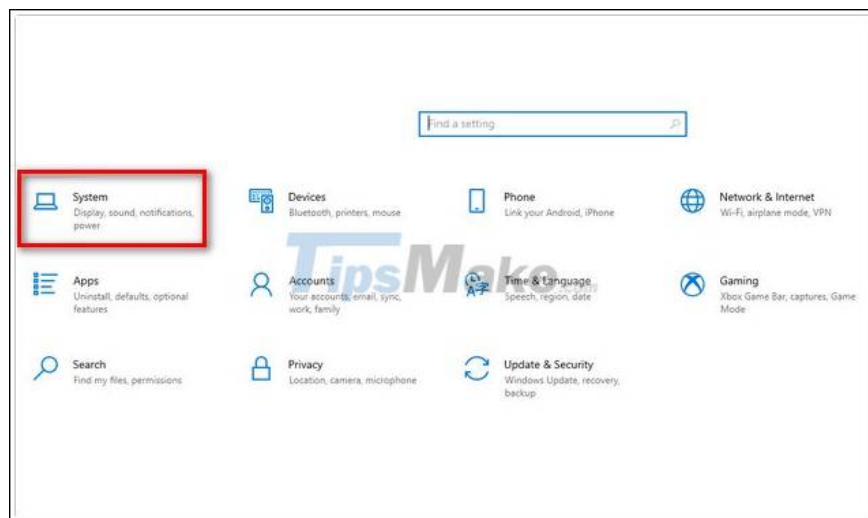 Find a setting
System
Display, sound, notifications,
power
Devices
Bluetooth, printers, mouse
Phone
Link your Android, iPhone
Network & Internet
Wi-Fi, airplane mode, VPN
TipsMake.com
Apps
Uninstall, defaults, optional
features
Accounts
Your accounts, email, sync,
work, family
Time & Language
Speech, region, date
Gaming
Xbox Game Bar, captures, Game
Mode
Search
Find my files, permissions
Privacy
Location, camera, microphone
Update & Security
Windows Update, recovery,
backup